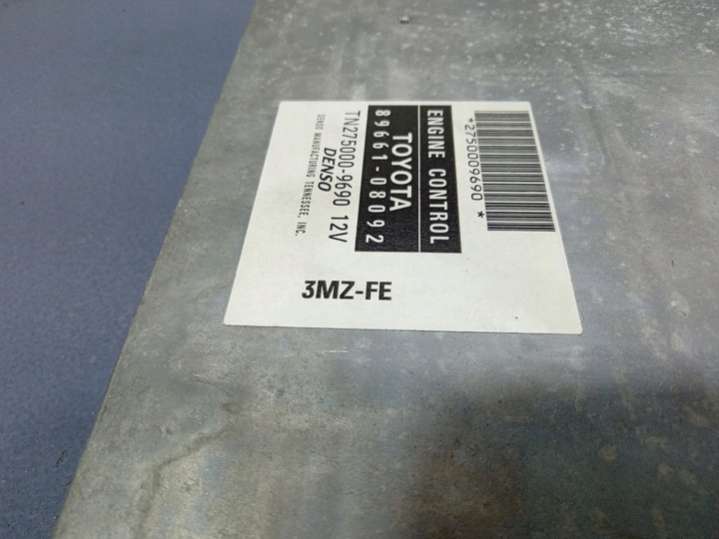 *2750009690*
ENGINE CONTROL
TOYOTA
89661-08092
TN275000-9690 12V
DENSO
DENSO MANUFACTURING TENNESSEE, INC.
3MZ-FE